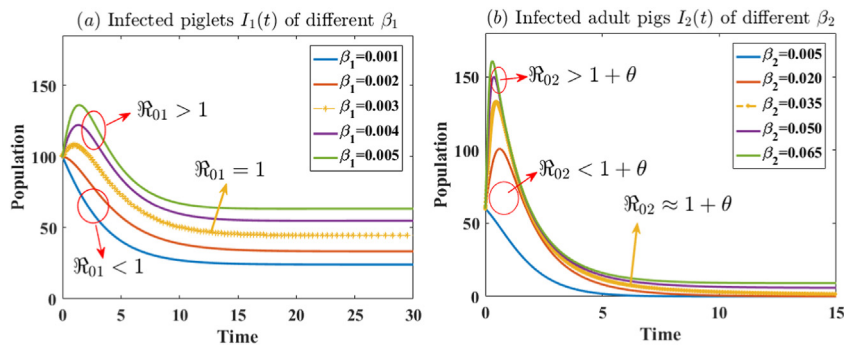 (a) Infected piglets I₁(t) of different β₁
150
100
50
0
0 5 10 15 20 25 30
Population
Time
β₁=0.001
β₁=0.002
β₁=0.003
β₁=0.004
β₁=0.005
ℜ₀₁ > 1
ℜ₀₁ = 1
ℜ₀₁ < 1
(b) Infected adult pigs I₂(t) of different β₂
150
100
50
0
0 5 10 15
Population
Time
β₂=0.005
β₂=0.020
β₂=0.035
β₂=0.050
β₂=0.065
ℜ₀₂ > 1 + θ
ℜ₀₂ < 1 + θ
ℜ₀₂ ≈ 1 + θ